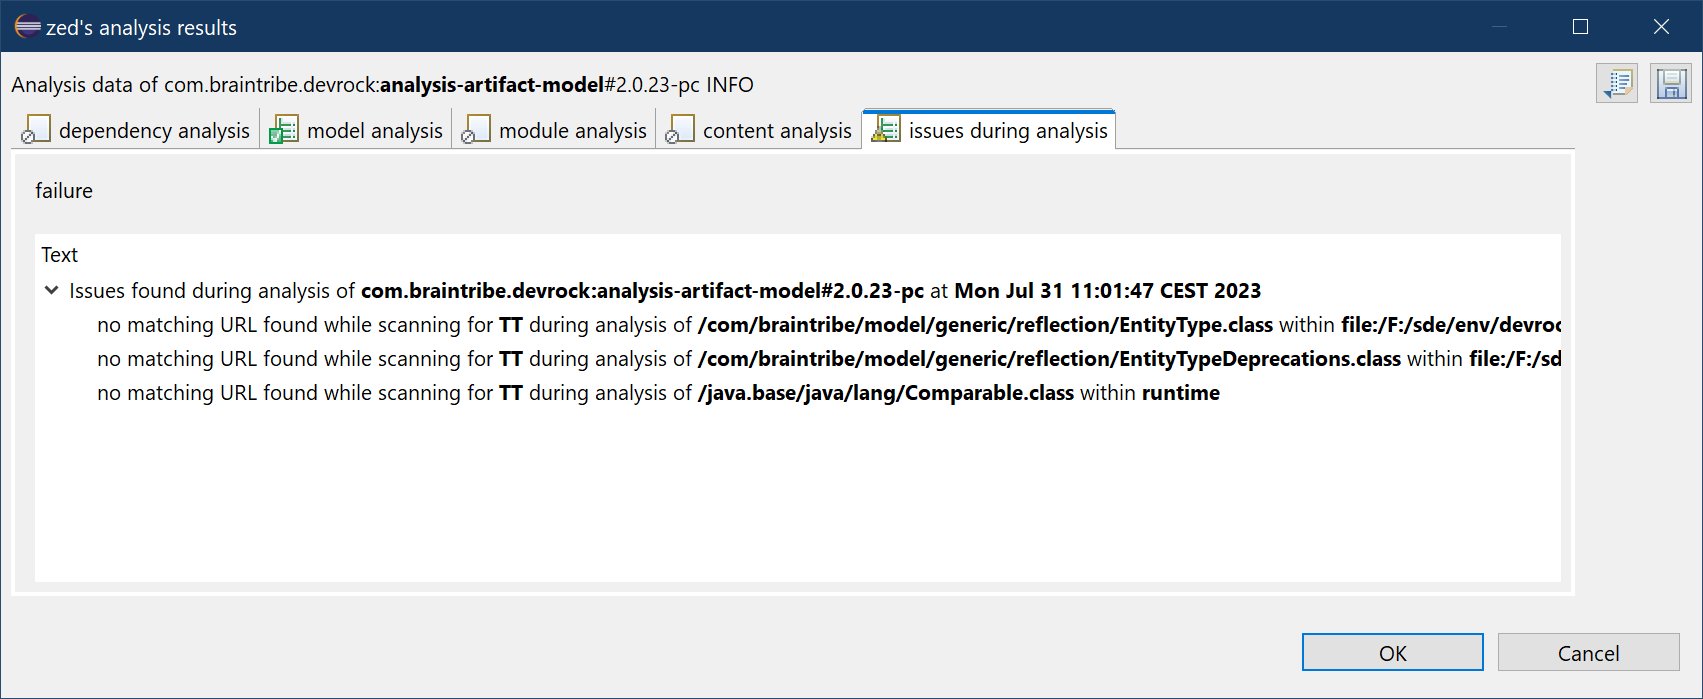 zed's analysis results
Analysis data of com.braintribe.devrock:analysis-artifact-model#2.0.23-pc INFO
dependency analysis model analysis module analysis content analysis issues during analysis
failure
Text
Issues found during analysis of com.braintribe.devrock:analysis-artifact-model#2.0.23-pc at Mon Jul 31 11:01:47 CEST 2023
no matching URL found while scanning for TT during analysis of /com/braintribe/model/generic/reflection/EntityType.class within file:/F:/sde/env/devroc
no matching URL found while scanning for TT during analysis of /com/braintribe/model/generic/reflection/EntityTypeDeprecations.class within file:/F:/sd
no matching URL found while scanning for TT during analysis of /java.base/java/lang/Comparable.class within runtime
OK Cancel